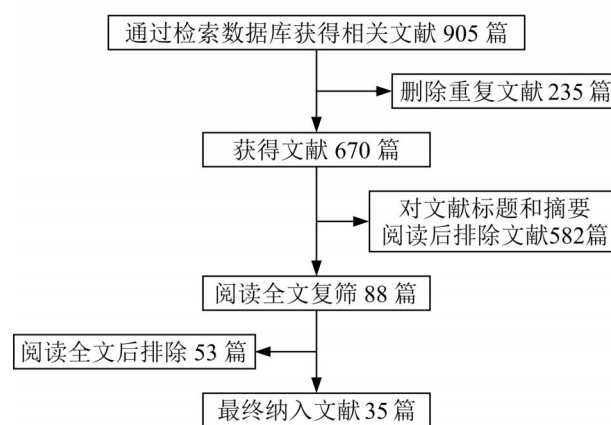 通过检索数据库获得相关文献 905 篇
删除重复文献 235 篇
获得文献 670 篇
对文献标题和摘要
阅读后排除文献582篇
阅读全文复筛 88 篇
阅读全文后排除 53 篇
最终纳入文献 35 篇